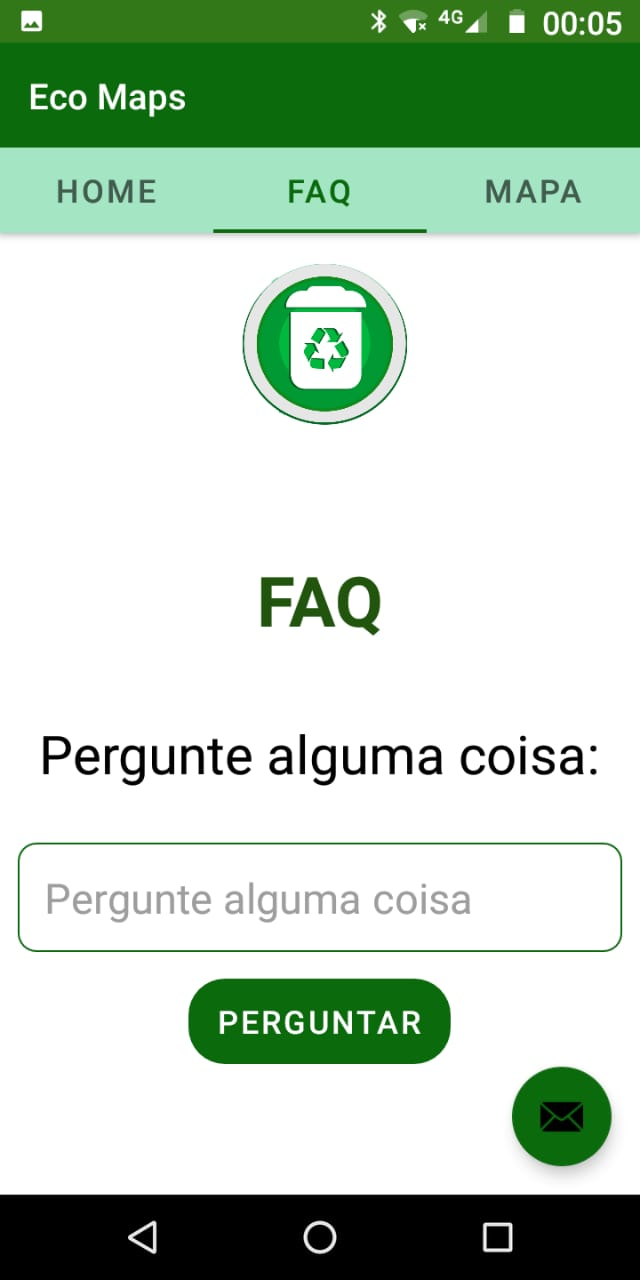 4G 00:05
Eco Maps
HOME FAQ MAPA
FAQ
Pergunte alguma coisa:
Pergunte alguma coisa
PERGUNTAR